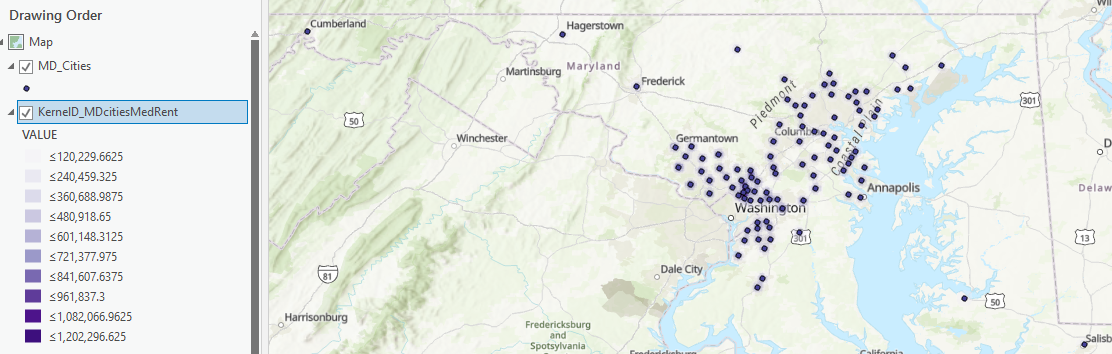 Drawing Order
Map
MD_Cities
KernelD_MDcitiesMedRent
VALUE
≤120,229.6625
≤240,459.325
≤360,688.9875
≤480,918.65
≤601,148.3125
≤721,377.975
≤841,607.6375
≤961,837.3
≤1,082,066.9625
≤1,202,296.625
Cumberland
Hagerstown
Maryland
Martinsburg
Frederick
Piedmont
301
50
Winchester
Germantown
Columbia
Coastal Plain
Annapolis
Delaw
Washington
301
13
81
Dale City
50
Harrisonburg
Fredericksburg
and
Spotsylvania
Fredericksburg
California
Salisb